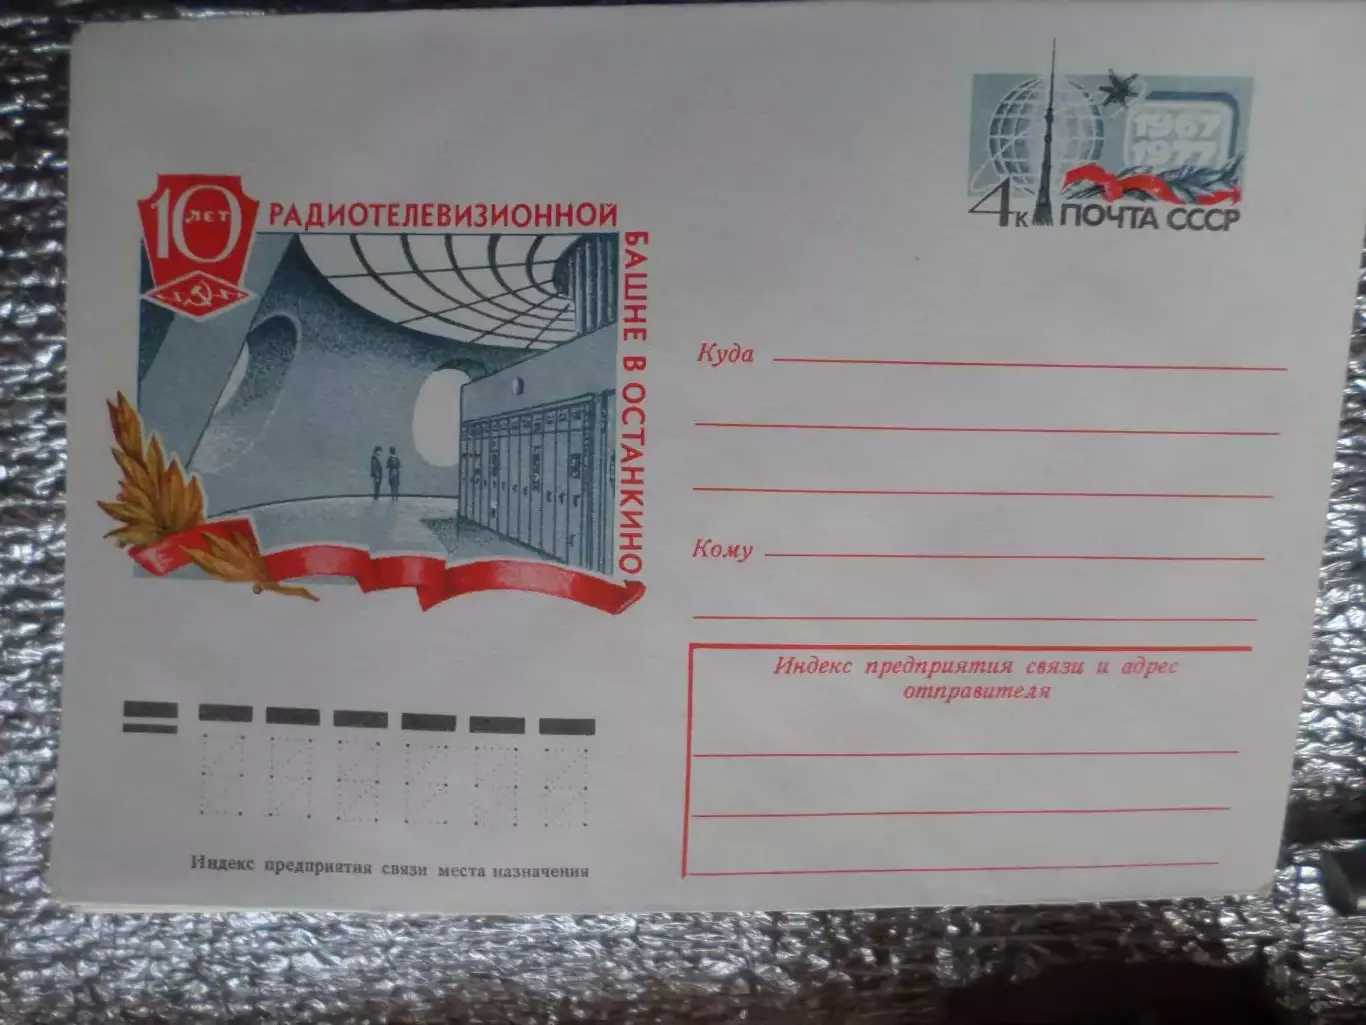 10 ЛЕТ
РАДИОТЕЛЕВИЗИОННОЙ
БАШНЕ В ОСТАНКИНО
1967
1977
4 К ПОЧТА СССР
Куда
Кому
Индекс предприятия связи и адрес
отправителя
Индекс предприятия связи места назначения